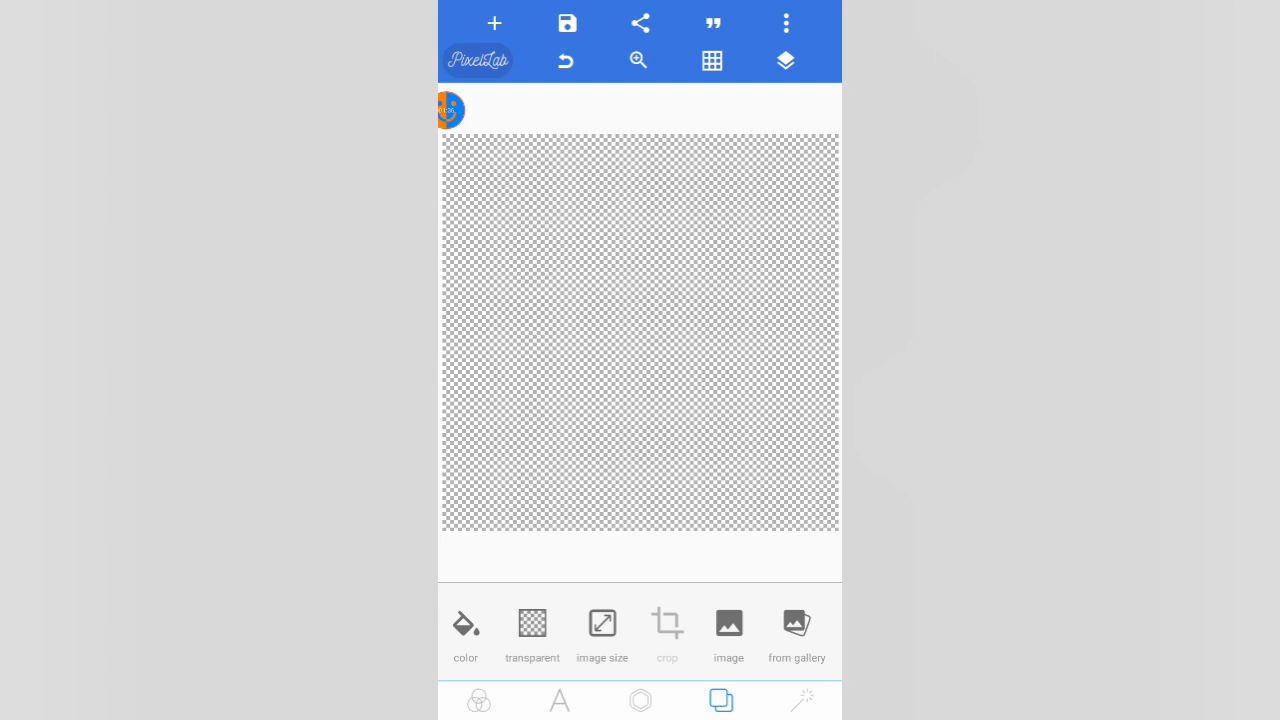 PixelLab
color
transparent
image size
crop
image
from gallery